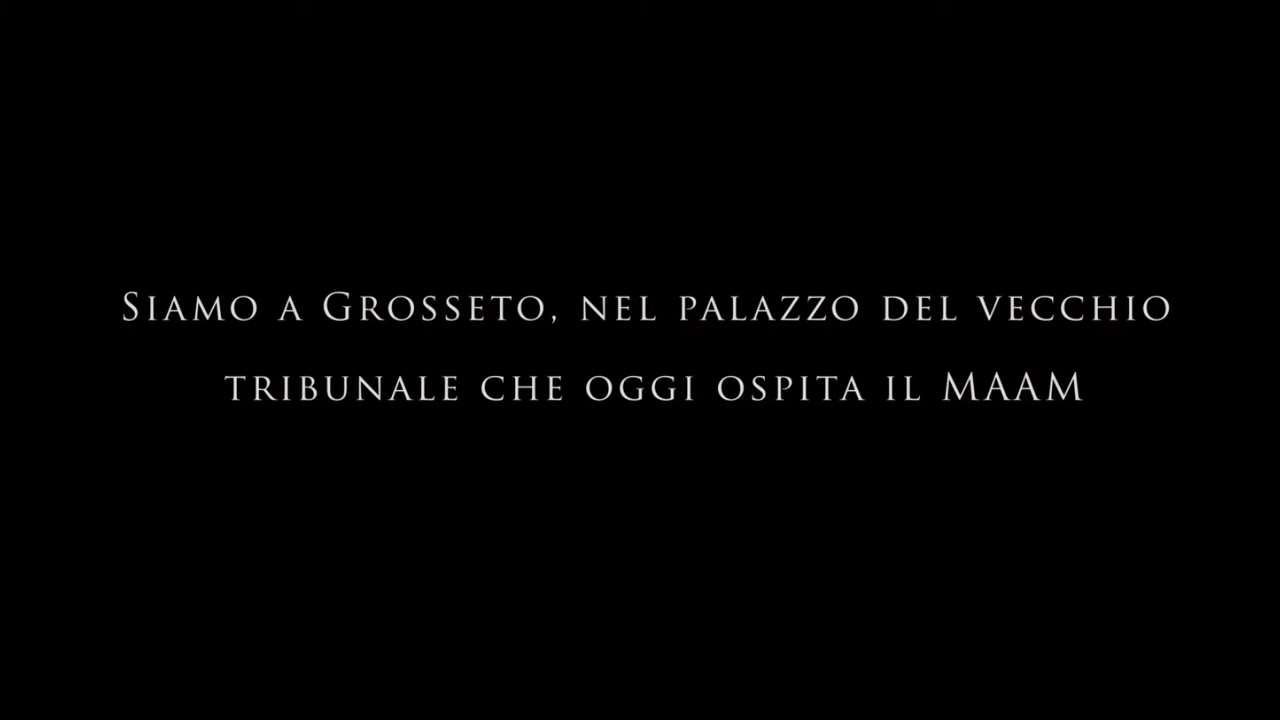 Siamo a Grosseto, nel palazzo del vecchio
tribunale che oggi ospita il MAAM